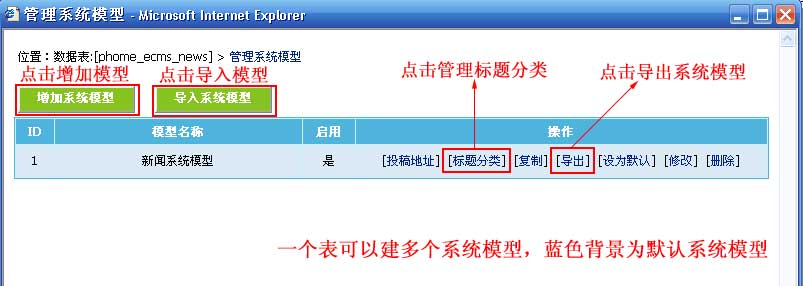 管理系统模型 - Microsoft Internet Explorer
位置：数据表:[phome_ecms_news] > 管理系统模型
点击增加模型 点击导入模型 点击管理标题分类 点击导出系统模型
增加系统模型 导入系统模型
ID 模型名称 启用 操作
1 新闻系统模型 是 [投稿地址] [标题分类] [复制] [导出] [设为默认] [修改] [删除]
一个表可以建多个系统模型，蓝色背景为默认系统模型